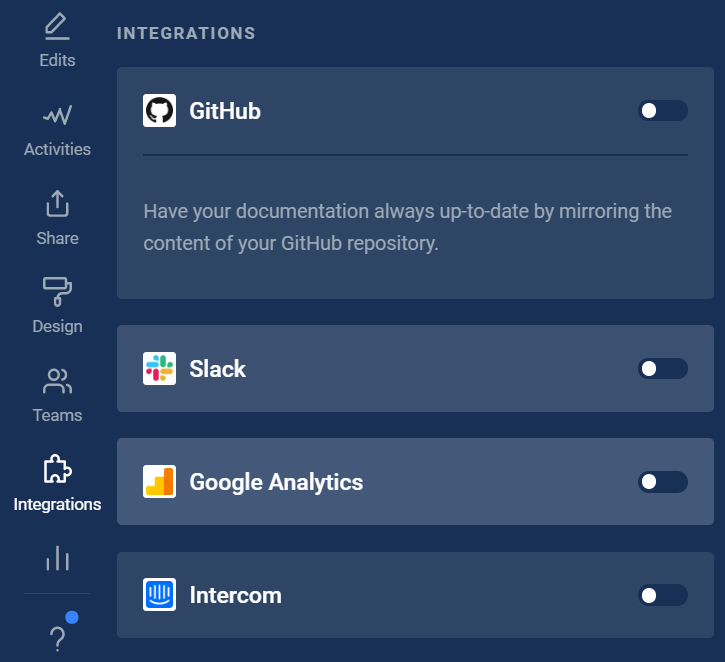 Edits
Activities
Share
Design
Teams
Integrations
INTEGRATIONS
GitHub
Have your documentation always up-to-date by mirroring the
content of your GitHub repository.
Slack
Google Analytics
Intercom